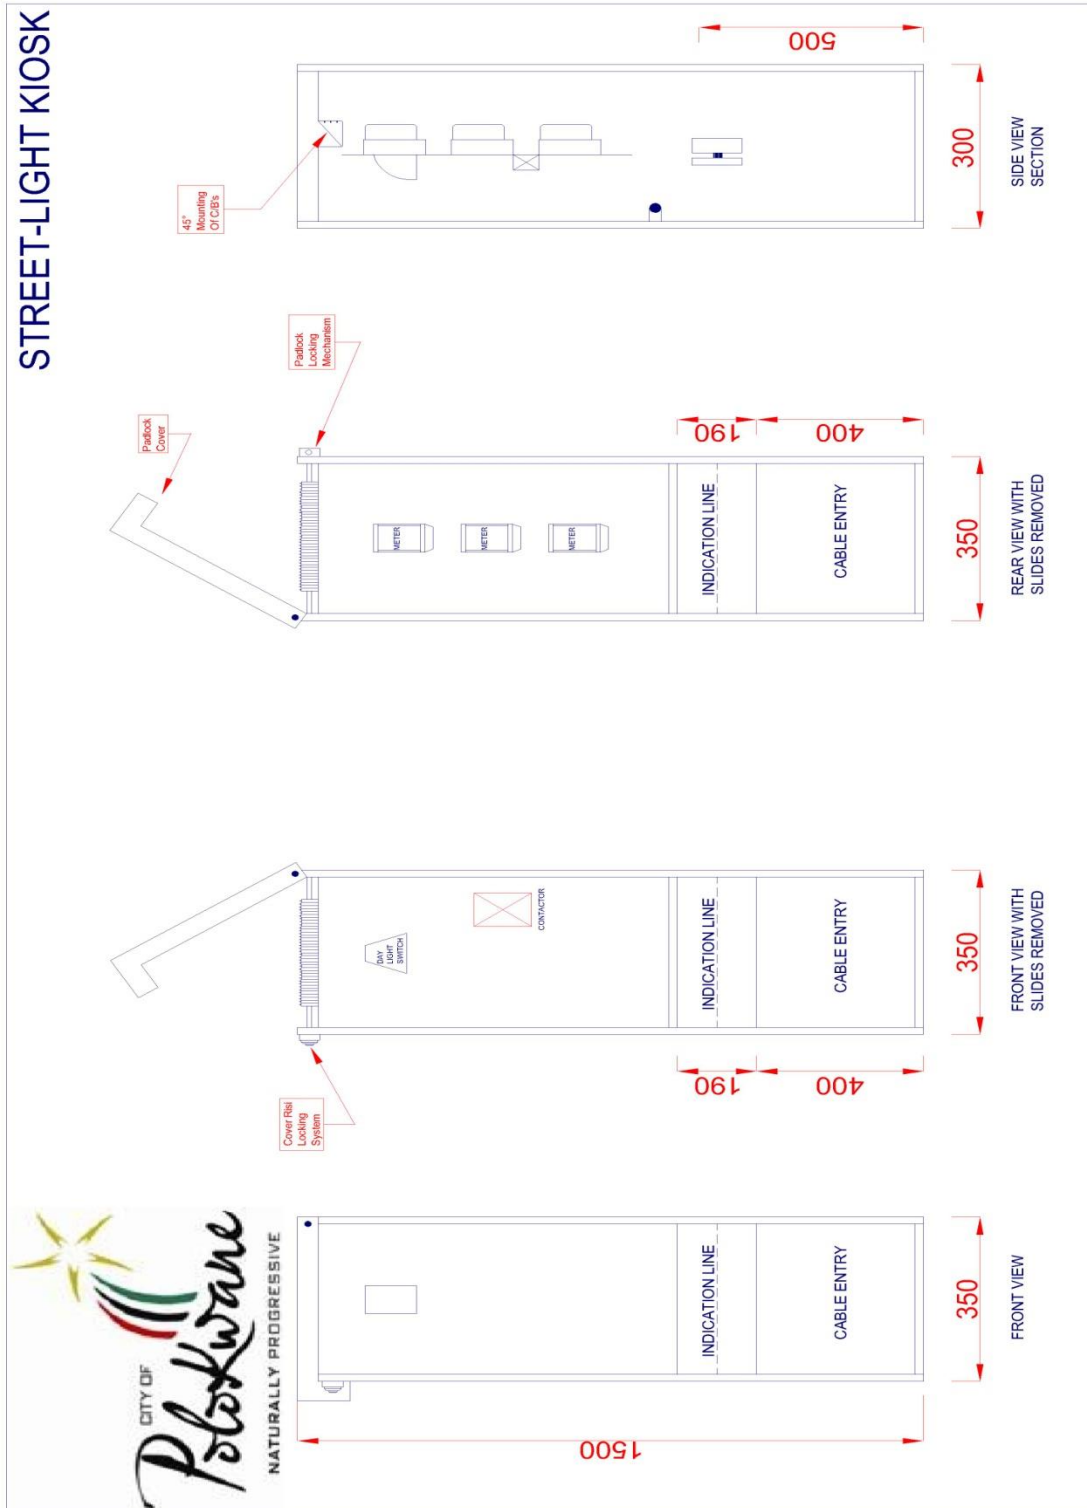 STREET-LIGHT KIOSK
CITY OF
PoloKwane
NATURALLY PROGRESSIVE
1500
INDICATION LINE
CABLE ENTRY
350
FRONT VIEW
Cover Risi
Locking
System
DAY
LIGHT
SWITCH
CONTACTOR
INDICATION LINE
CABLE ENTRY
190
400
350
FRONT VIEW WITH
SLIDES REMOVED
Padlock
Cover
Padlock
Locking
Mechanism
METER
METER
METER
INDICATION LINE
CABLE ENTRY
190
400
350
REAR VIEW WITH
SLIDES REMOVED
45°
Mounting
Of C/B's
500
300
SIDE VIEW
SECTION